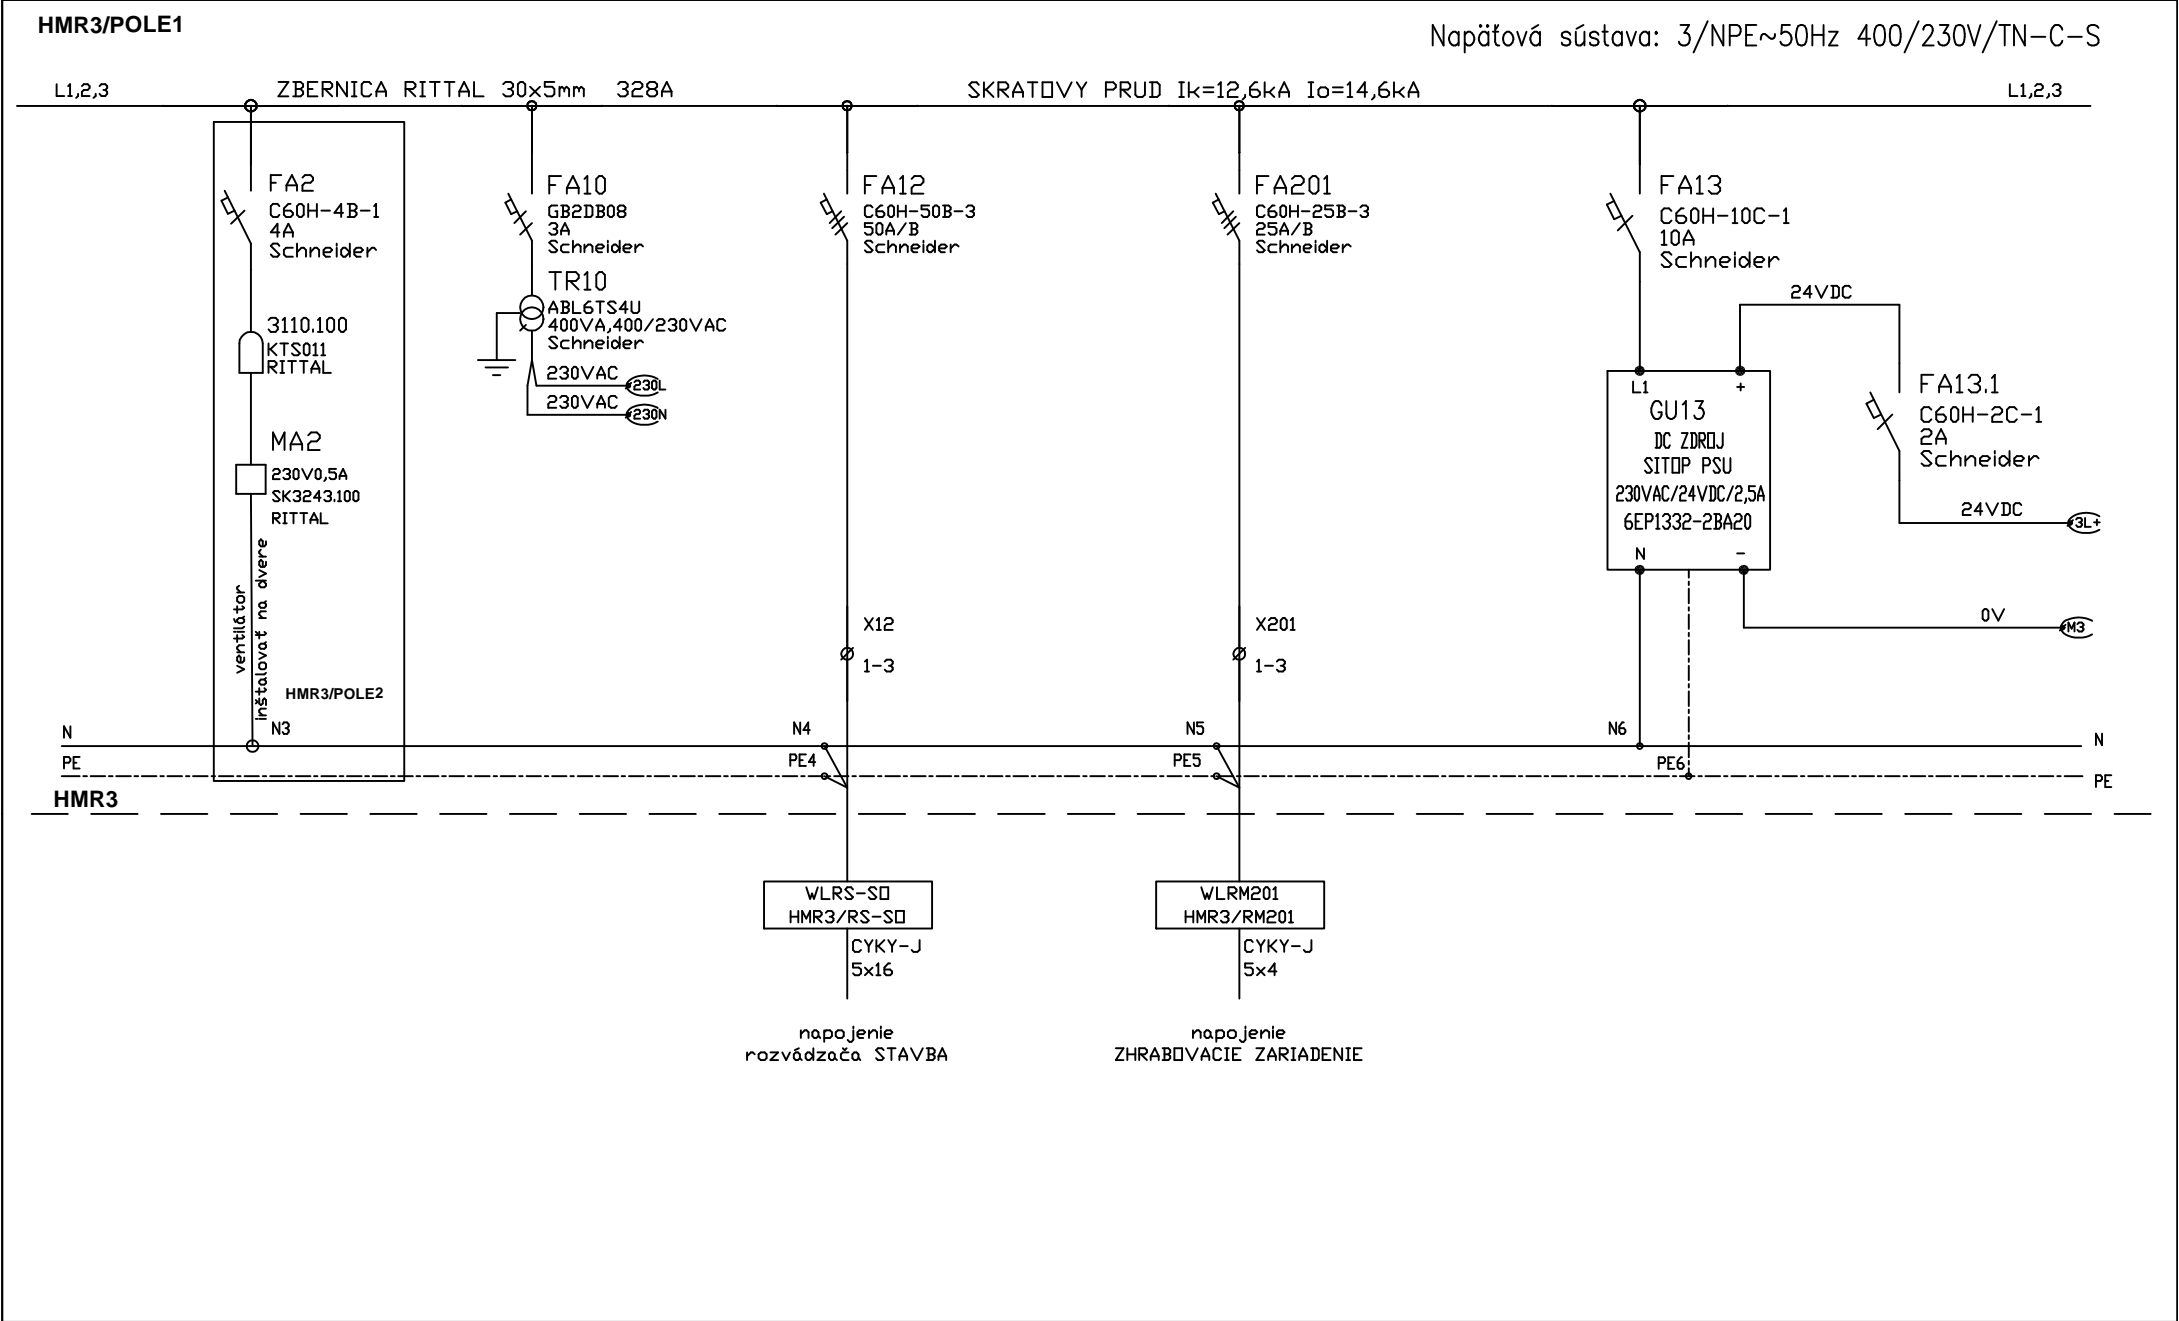 HMR3/POLE1
Napäťová sústava: 3/NPE~50Hz 400/230V/TN-C-S
L1,2,3
ZBERNICA RITTAL 30x5mm 328A
SKRATOVY PRUD Ik=12,6kA Io=14,6kA
L1,2,3
FA2
C60H-4B-1
4A
Schneider
3110.100
KTS011
RITTAL
MA2
230V0,5A
SK3243.100
RITTAL
ventilátor
inštalovať na dvere
HMR3/POLE2
N3
FA10
GB2DB08
3A
Schneider
TR10
ABL6TS4U
400VA,400/230VAC
Schneider
230VAC
230L
230VAC
230N
FA12
C60H-50B-3
50A/B
Schneider
X12
1-3
N4
PE4
FA201
C60H-25B-3
25A/B
Schneider
X201
1-3
N5
PE5
FA13
C60H-10C-1
10A
Schneider
24VDC
L1
+
GU13
DC ZDROJ
SITOP PSU
230VAC/24VDC/2,5A
6EP1332-2BA20
N
-
FA13.1
C60H-2C-1
2A
Schneider
24VDC
3L+
0V
M3
N6
PE6
N
N
PE
PE
HMR3
WLRS-SO
HMR3/RS-SO
CYKY-J
5x16
napojenie
rozvádzača STAVBA
WLRM201
HMR3/RM201
CYKY-J
5x4
napojenie
ZHRABOVACIE ZARIADENIE